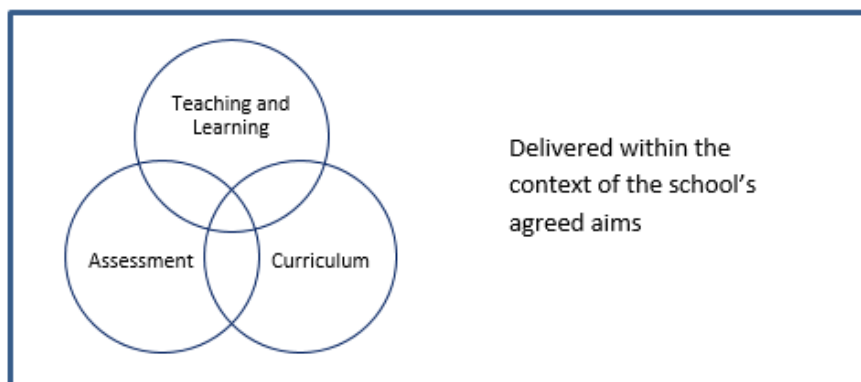 Teaching and
Learning
Assessment
Curriculum
Delivered within the
context of the school’s
agreed aims